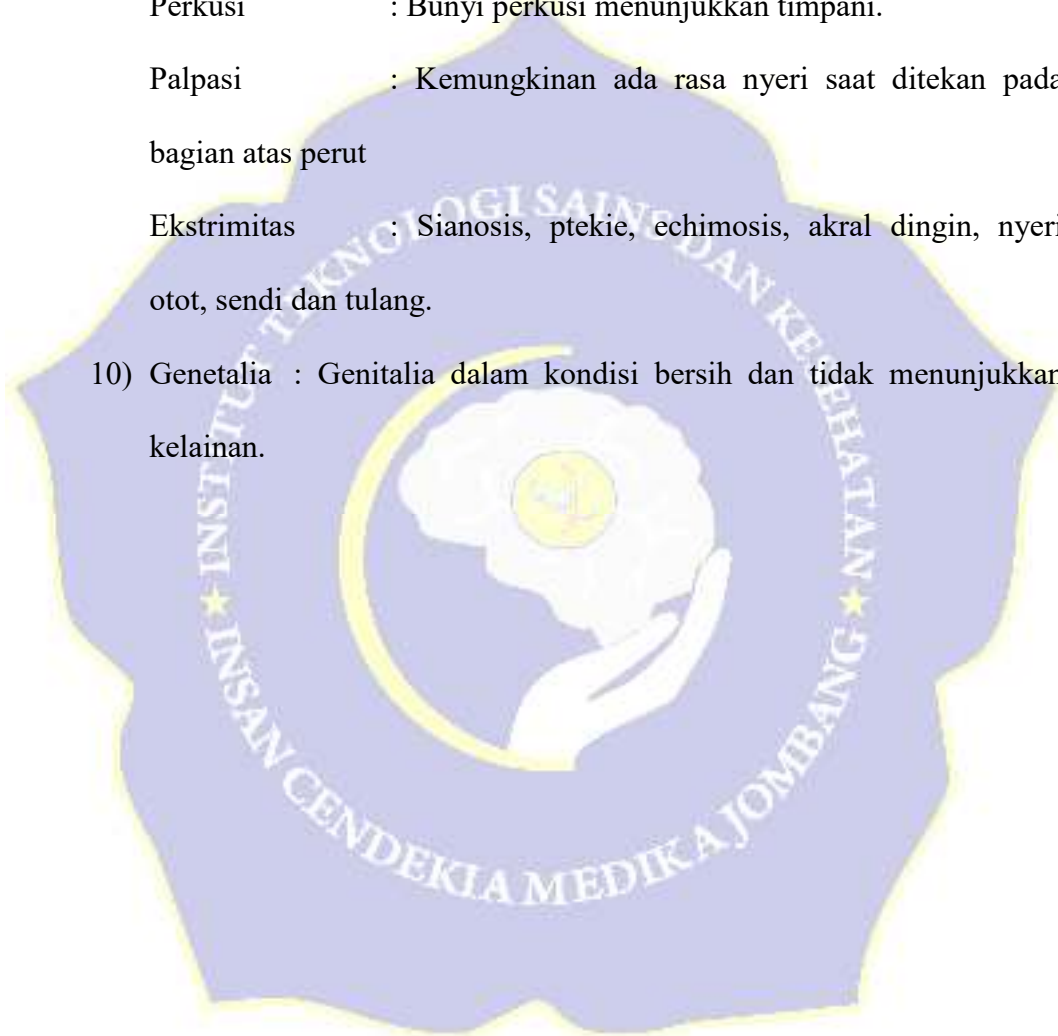 Perkusi : Bunyi perkusi menunjukkan timpani.
Palpasi : Kemungkinan ada rasa nyeri saat ditekan pada
bagian atas perut
Ekstrimitas : Sianosis, ptekie, echimosis, akral dingin, nyeri
otot, sendi dan tulang.
10) Genetalia : Genitalia dalam kondisi bersih dan tidak menunjukkan
kelainan.
INSTITUT TEKNOLOGI SAINS DAN KESEHATAN
INSAN CENDEKIA MEDIKA JOMBANG